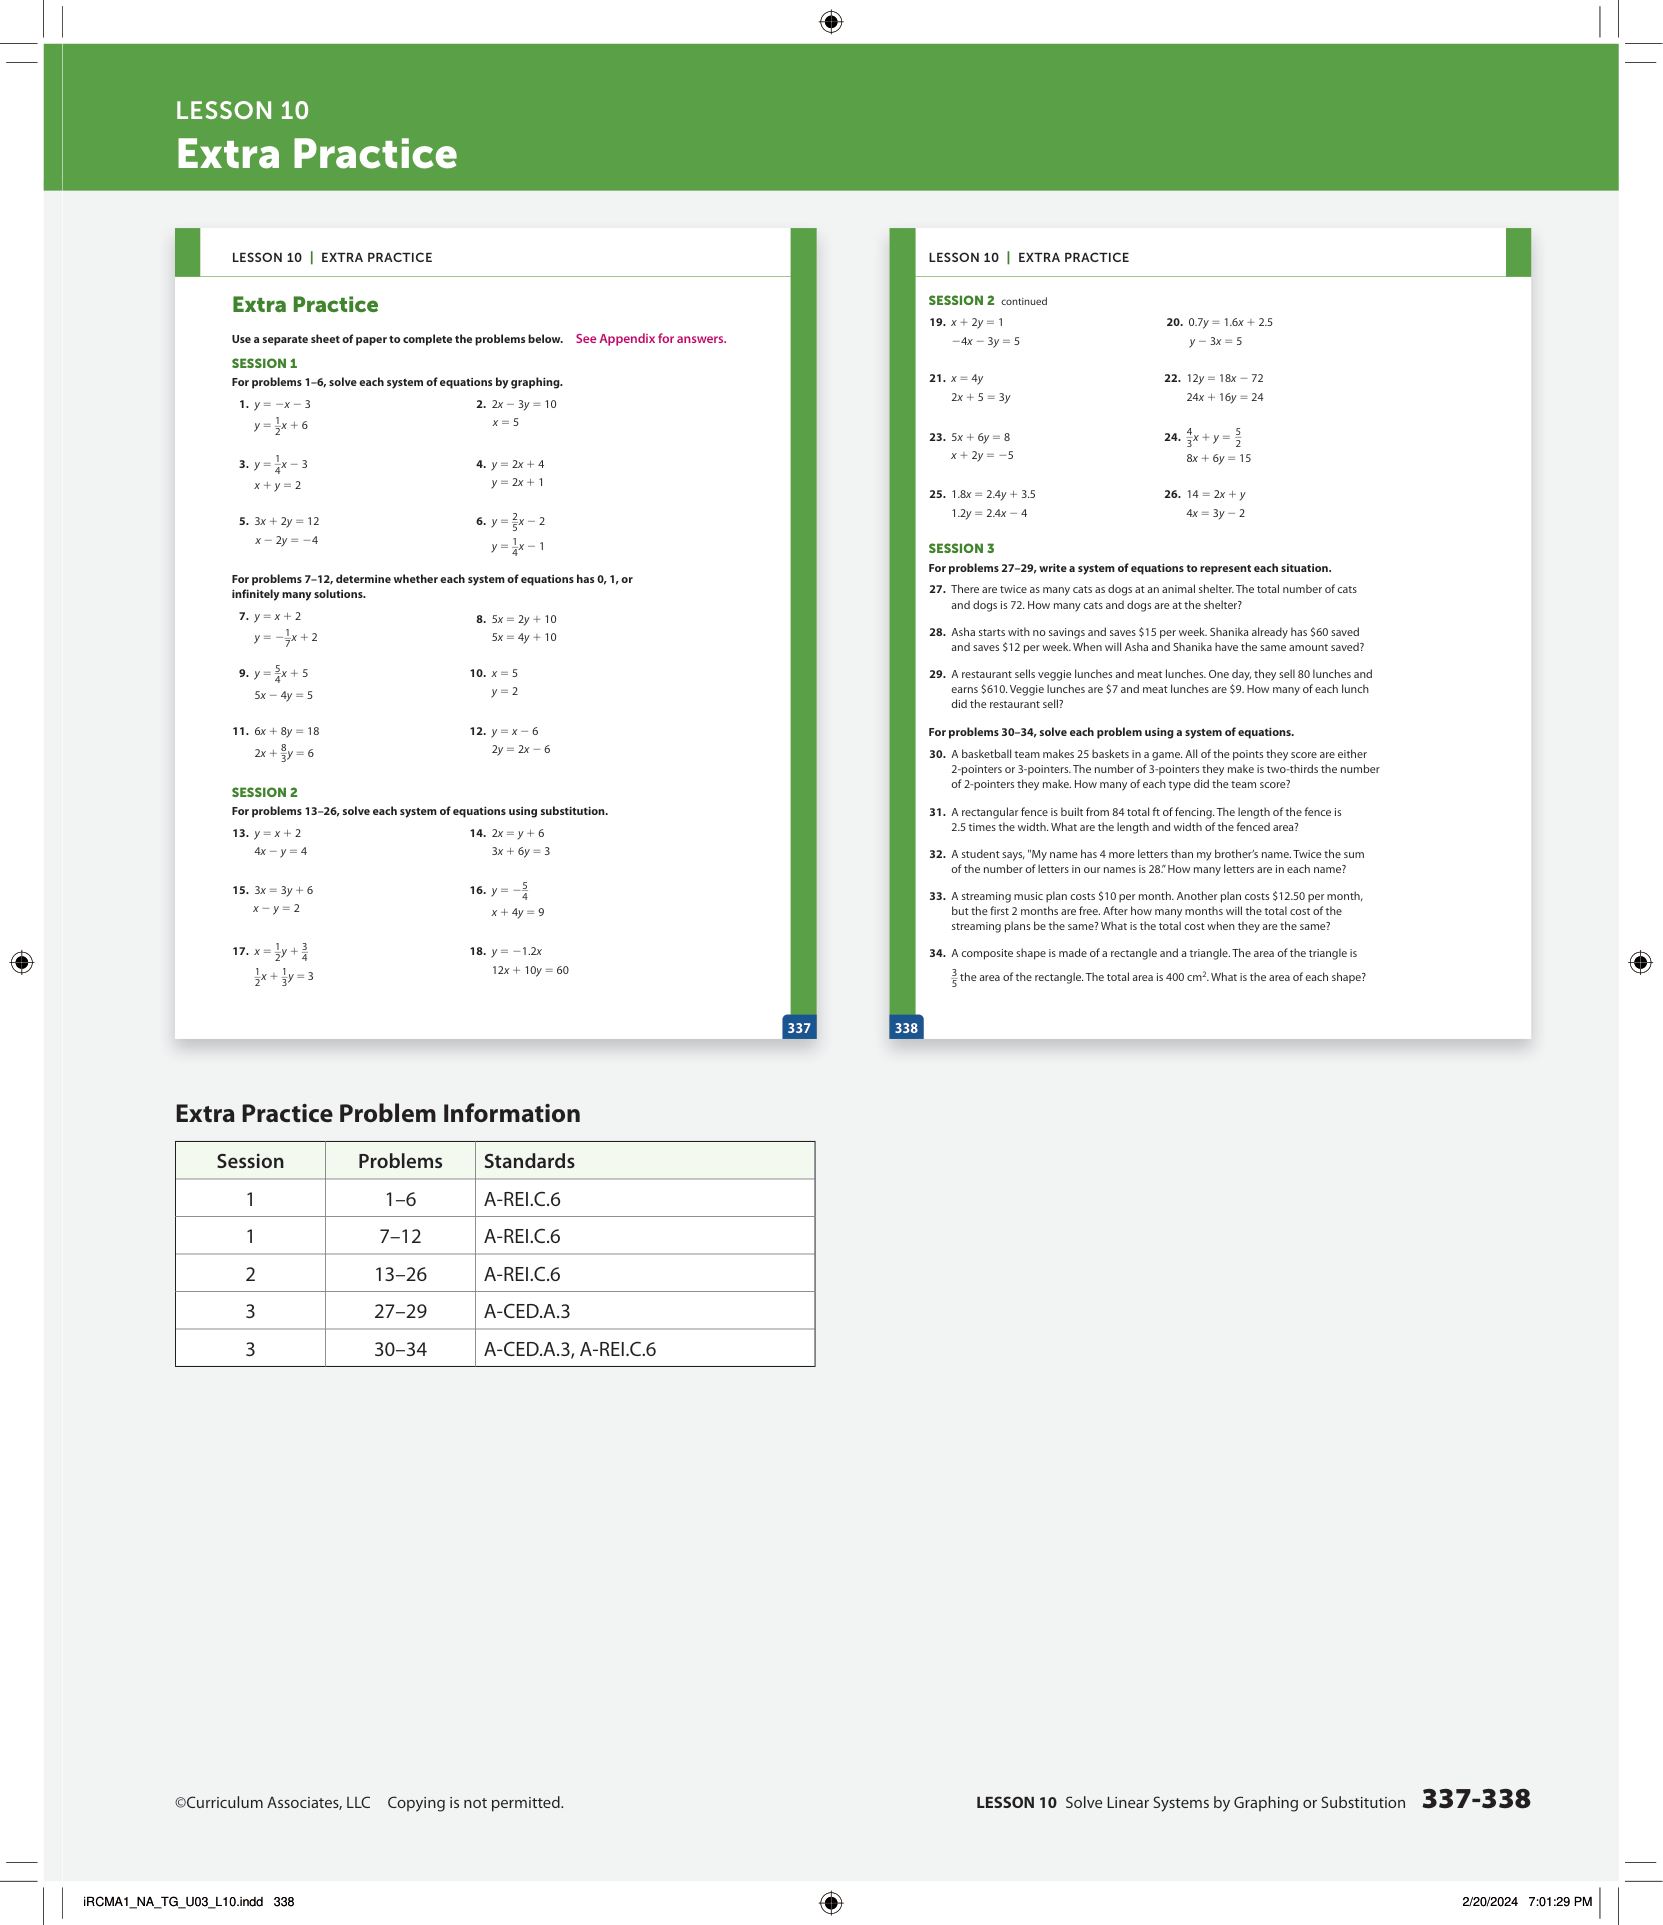 LESSON 10
Extra Practice
LESSON 10 | EXTRA PRACTICE
Extra Practice
Use a separate sheet of paper to complete the problems below. See Appendix for answers.
SESSION 1
For problems 1–6, solve each system of equations by graphing.
1. y = −x − 3
y = 1/2x + 6
2. 2x − 3y = 10
x = 5
3. y = 1/4x − 3
x + y = 2
4. y = 2x + 4
y = 2x + 1
5. 3x + 2y = 12
x − 2y = −4
6. y = 2/5x − 2
y = 1/4x − 1
For problems 7–12, determine whether each system of equations has 0, 1, or
infinitely many solutions.
7. y = x + 2
y = −1/7x + 2
8. 5x = 2y + 10
5x = 4y + 10
9. y = 5/4x + 5
5x − 4y = 5
10. x = 5
y = 2
11. 6x + 8y = 18
2x + 8/3y = 6
12. y = x − 6
2y = 2x − 6
SESSION 2
For problems 13–26, solve each system of equations using substitution.
13. y = x + 2
4x − y = 4
14. 2x = y + 6
3x + 6y = 3
15. 3x = 3y + 6
x − y = 2
16. y = −5/4
x + 4y = 9
17. x = 1/2y + 3/4
1/2x + 1/3y = 3
18. y = −1.2x
12x + 10y = 60
337
LESSON 10 | EXTRA PRACTICE
SESSION 2 continued
19. x + 2y = 1
−4x − 3y = 5
20. 0.7y = 1.6x + 2.5
y − 3x = 5
21. x = 4y
2x + 5 = 3y
22. 12y = 18x − 72
24x + 16y = 24
23. 5x + 6y = 8
x + 2y = −5
24. 4/3x + y = 5/2
8x + 6y = 15
25. 1.8x = 2.4y + 3.5
1.2y = 2.4x − 4
26. 14 = 2x + y
4x = 3y − 2
SESSION 3
For problems 27–29, write a system of equations to represent each situation.
27. There are twice as many cats as dogs at an animal shelter. The total number of cats
and dogs is 72. How many cats and dogs are at the shelter?
28. Asha starts with no savings and saves $15 per week. Shanika already has $60 saved
and saves $12 per week. When will Asha and Shanika have the same amount saved?
29. A restaurant sells veggie lunches and meat lunches. One day, they sell 80 lunches and
earns $610. Veggie lunches are $7 and meat lunches are $9. How many of each lunch
did the restaurant sell?
For problems 30–34, solve each problem using a system of equations.
30. A basketball team makes 25 baskets in a game. All of the points they score are either
2-pointers or 3-pointers. The number of 3-pointers they make is two-thirds the number
of 2-pointers they make. How many of each type did the team score?
31. A rectangular fence is built from 84 total ft of fencing. The length of the fence is
2.5 times the width. What are the length and width of the fenced area?
32. A student says, "My name has 4 more letters than my brother's name. Twice the sum
of the number of letters in our names is 28." How many letters are in each name?
33. A streaming music plan costs $10 per month. Another plan costs $12.50 per month,
but the first 2 months are free. After how many months will the total cost of the
streaming plans be the same? What is the total cost when they are the same?
34. A composite shape is made of a rectangle and a triangle. The area of the triangle is
3/5 the area of the rectangle. The total area is 400 cm². What is the area of each shape?
338
Extra Practice Problem Information
Session Problems Standards
1 1–6 A-REI.C.6
1 7–12 A-REI.C.6
2 13–26 A-REI.C.6
3 27–29 A-CED.A.3
3 30–34 A-CED.A.3, A-REI.C.6
©Curriculum Associates, LLC Copying is not permitted.
LESSON 10 Solve Linear Systems by Graphing or Substitution 337-338
iRCMA1_NA_TG_U03_L10.indd 338
2/20/2024 7:01:29 PM